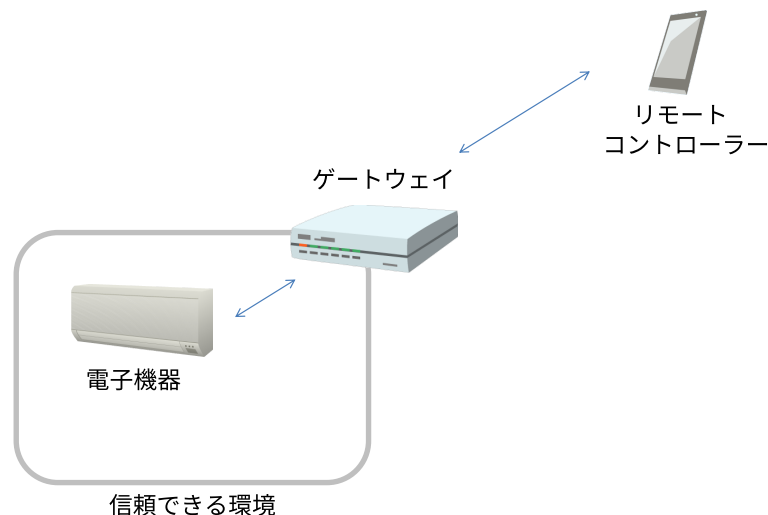 リモート
コントローラー
ゲートウェイ
電子機器
信頼できる環境